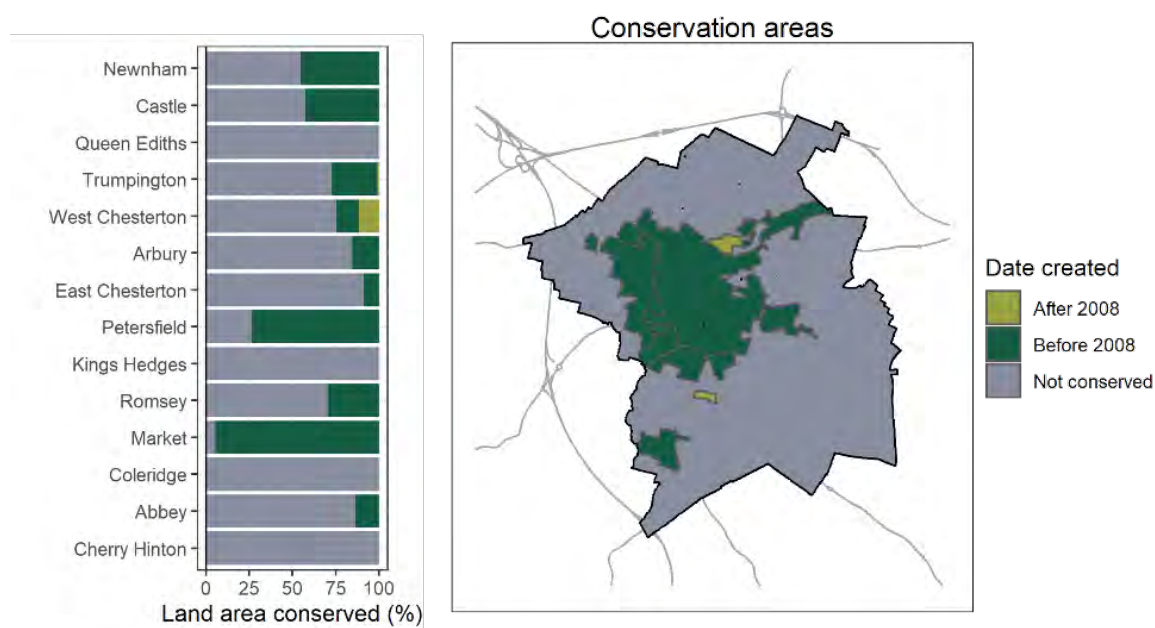 Conservation areas
Newnham
Castle
Queen Ediths
Trumpington
West Chesterton
Arbury
East Chesterton
Petersfield
Kings Hedges
Romsey
Market
Coleridge
Abbey
Cherry Hinton
0 25 50 75 100
Land area conserved (%)
Date created
After 2008
Before 2008
Not conserved